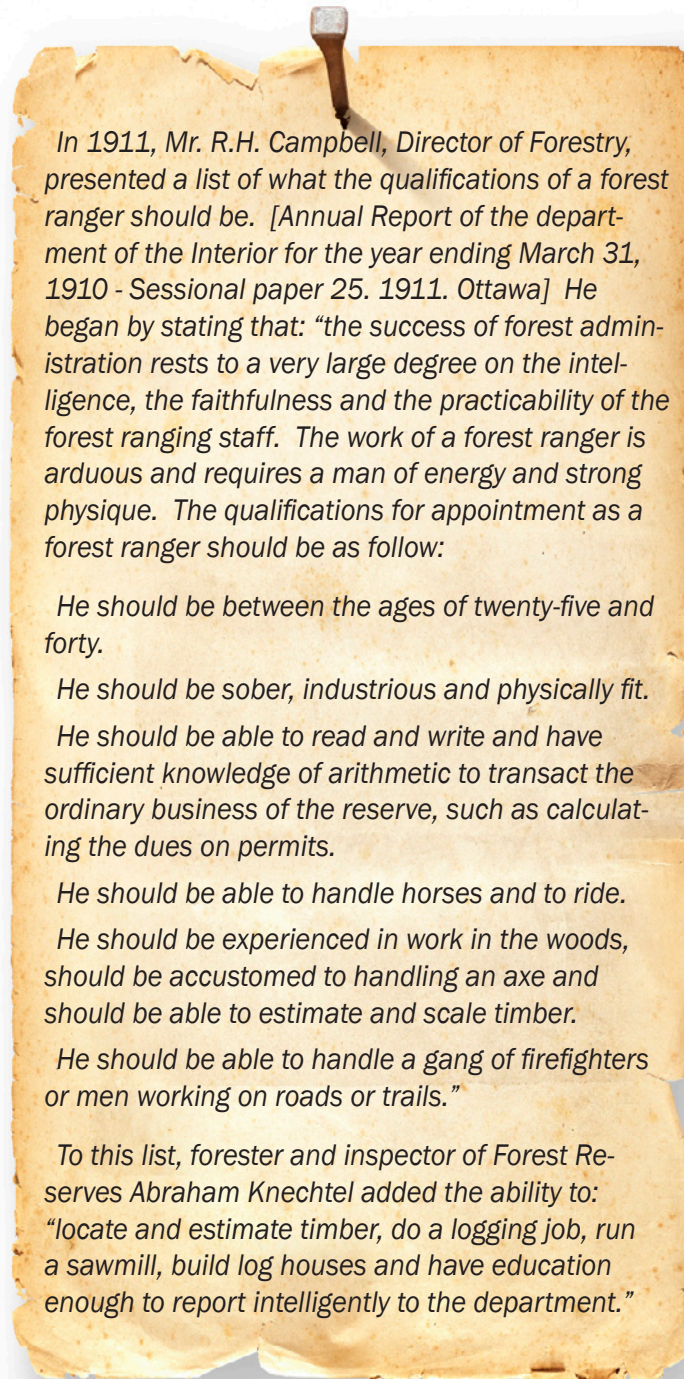 In 1911, Mr. R.H. Campbell, Director of Forestry,
presented a list of what the qualifications of a forest
ranger should be.  [Annual Report of the depart-
ment of the Interior for the year ending March 31,
1910 - Sessional paper 25. 1911. Ottawa]  He
began by stating that: “the success of forest admin-
istration rests to a very large degree on the intel-
ligence, the faithfulness and the practicability of the
forest ranging staff.  The work of a forest ranger is
arduous and requires a man of energy and strong
physique.  The qualifications for appointment as a
forest ranger should be as follow:
He should be between the ages of twenty-five and
forty.
He should be sober, industrious and physically fit.
He should be able to read and write and have
sufficient knowledge of arithmetic to transact the
ordinary business of the reserve, such as calculat-
ing the dues on permits.
He should be able to handle horses and to ride.
He should be experienced in work in the woods,
should be accustomed to handling an axe and
should be able to estimate and scale timber.
He should be able to handle a gang of firefighters
or men working on roads or trails.”
To this list, forester and inspector of Forest Re-
serves Abraham Knechtel added the ability to:
“locate and estimate timber, do a logging job, run
a sawmill, build log houses and have education
enough to report intelligently to the department.”